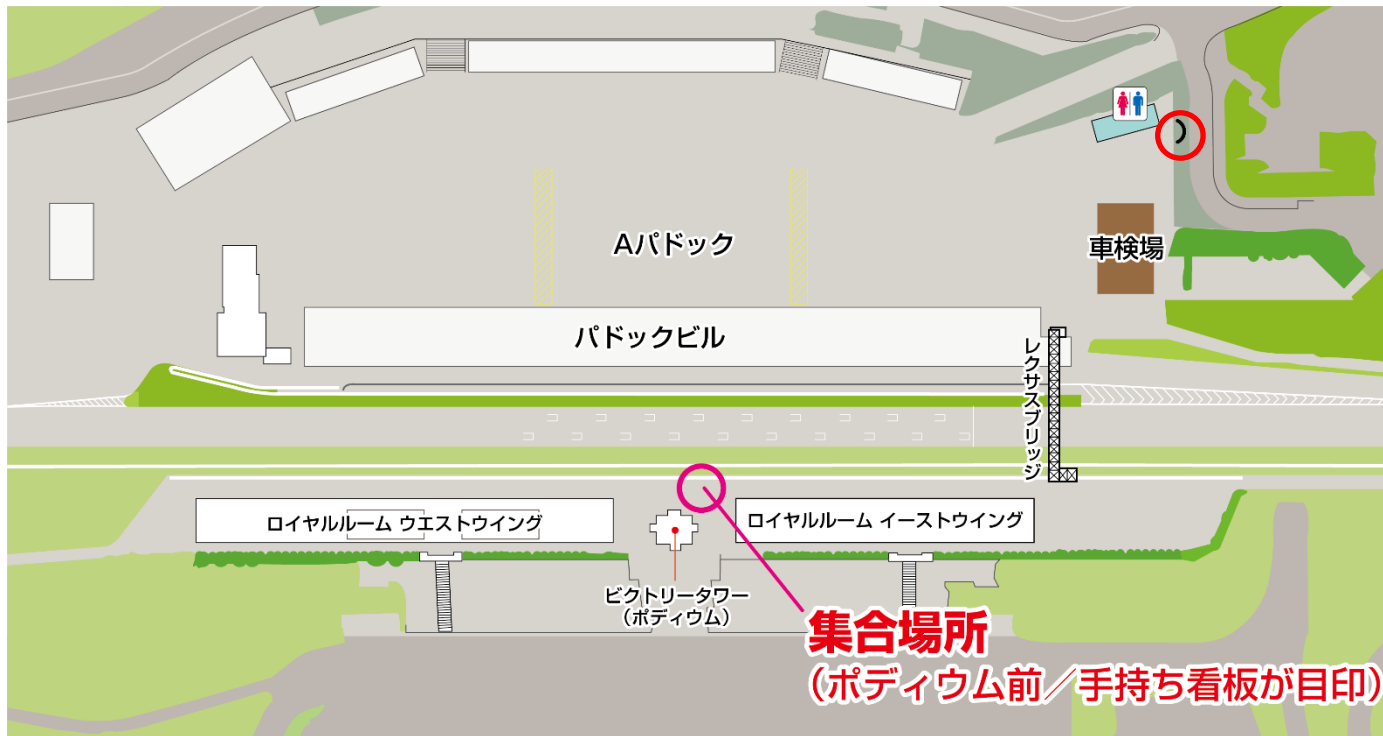 Aパドック
車検場
パドックビル
レクサスブリッジ
ロイヤルルーム ウエストウイング
ロイヤルルーム イーストウイング
ビクトリータワー
（ポディウム）
集合場所
（ポディウム前／手持ち看板が目印）